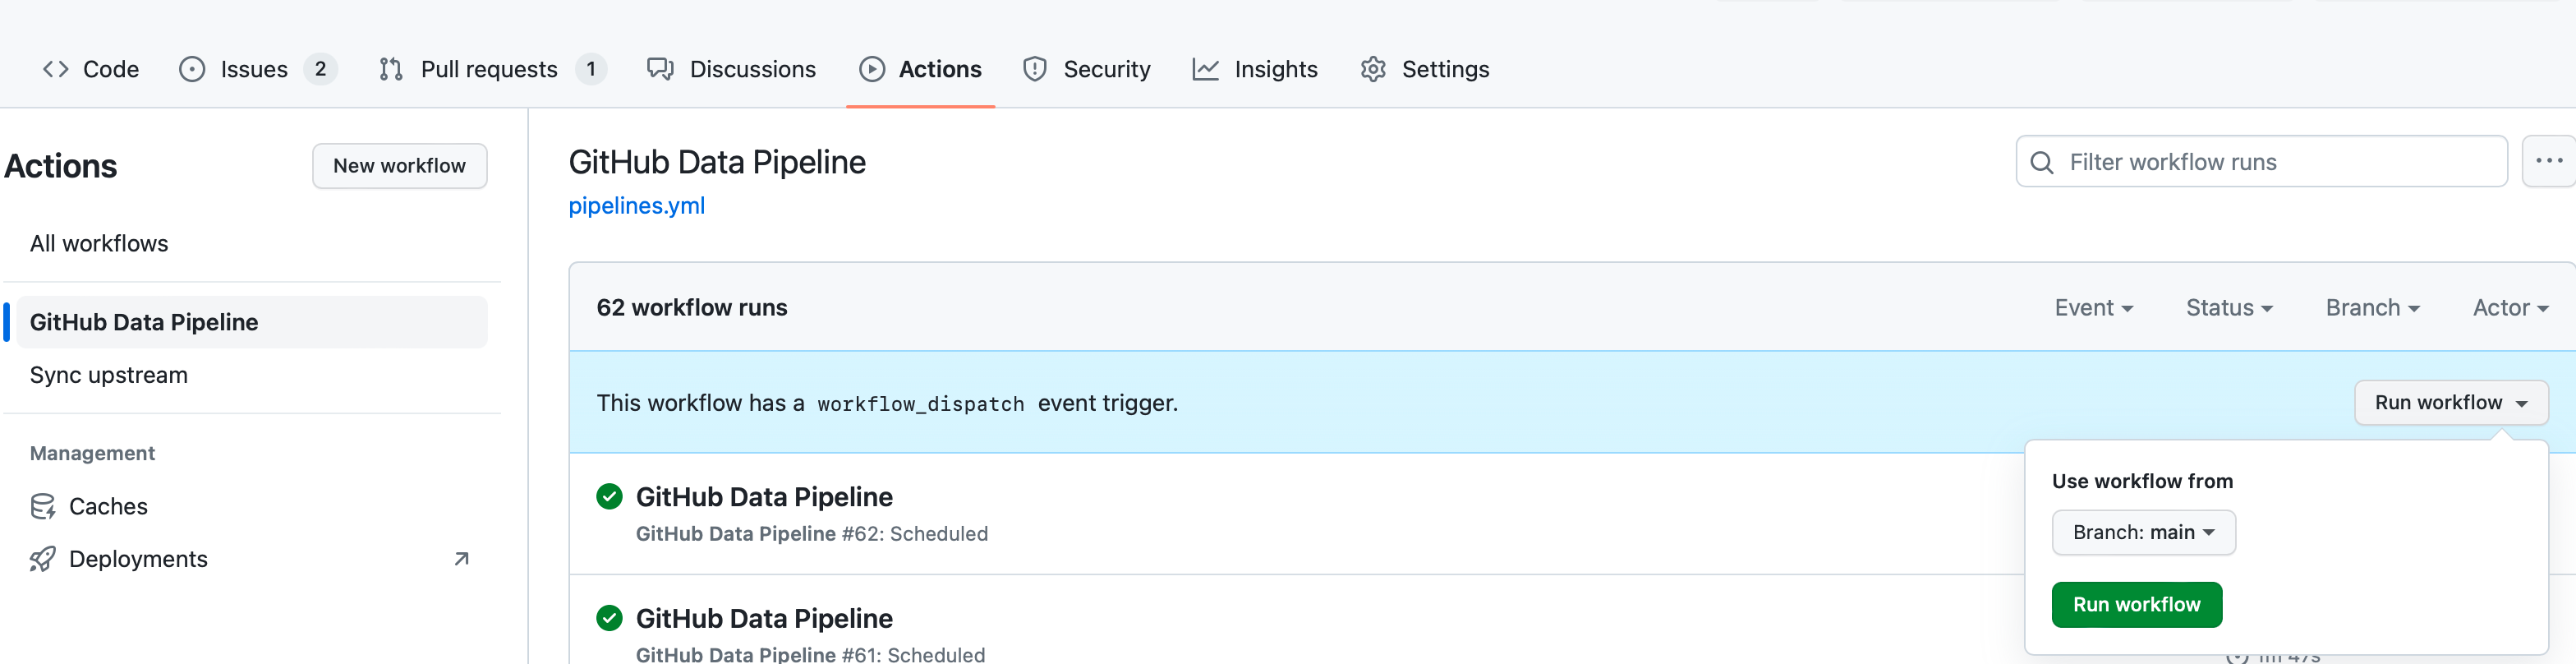 Code Issues 2 Pull requests 1 Discussions Actions Security Insights Settings
Actions
New workflow
All workflows
GitHub Data Pipeline
Sync upstream
Management
Caches
Deployments
GitHub Data Pipeline
pipelines.yml
Filter workflow runs
62 workflow runs
Event Status Branch Actor
This workflow has a workflow_dispatch event trigger.
Run workflow
Use workflow from
Branch: main
Run workflow
GitHub Data Pipeline
GitHub Data Pipeline #62: Scheduled
GitHub Data Pipeline
GitHub Data Pipeline #61: Scheduled